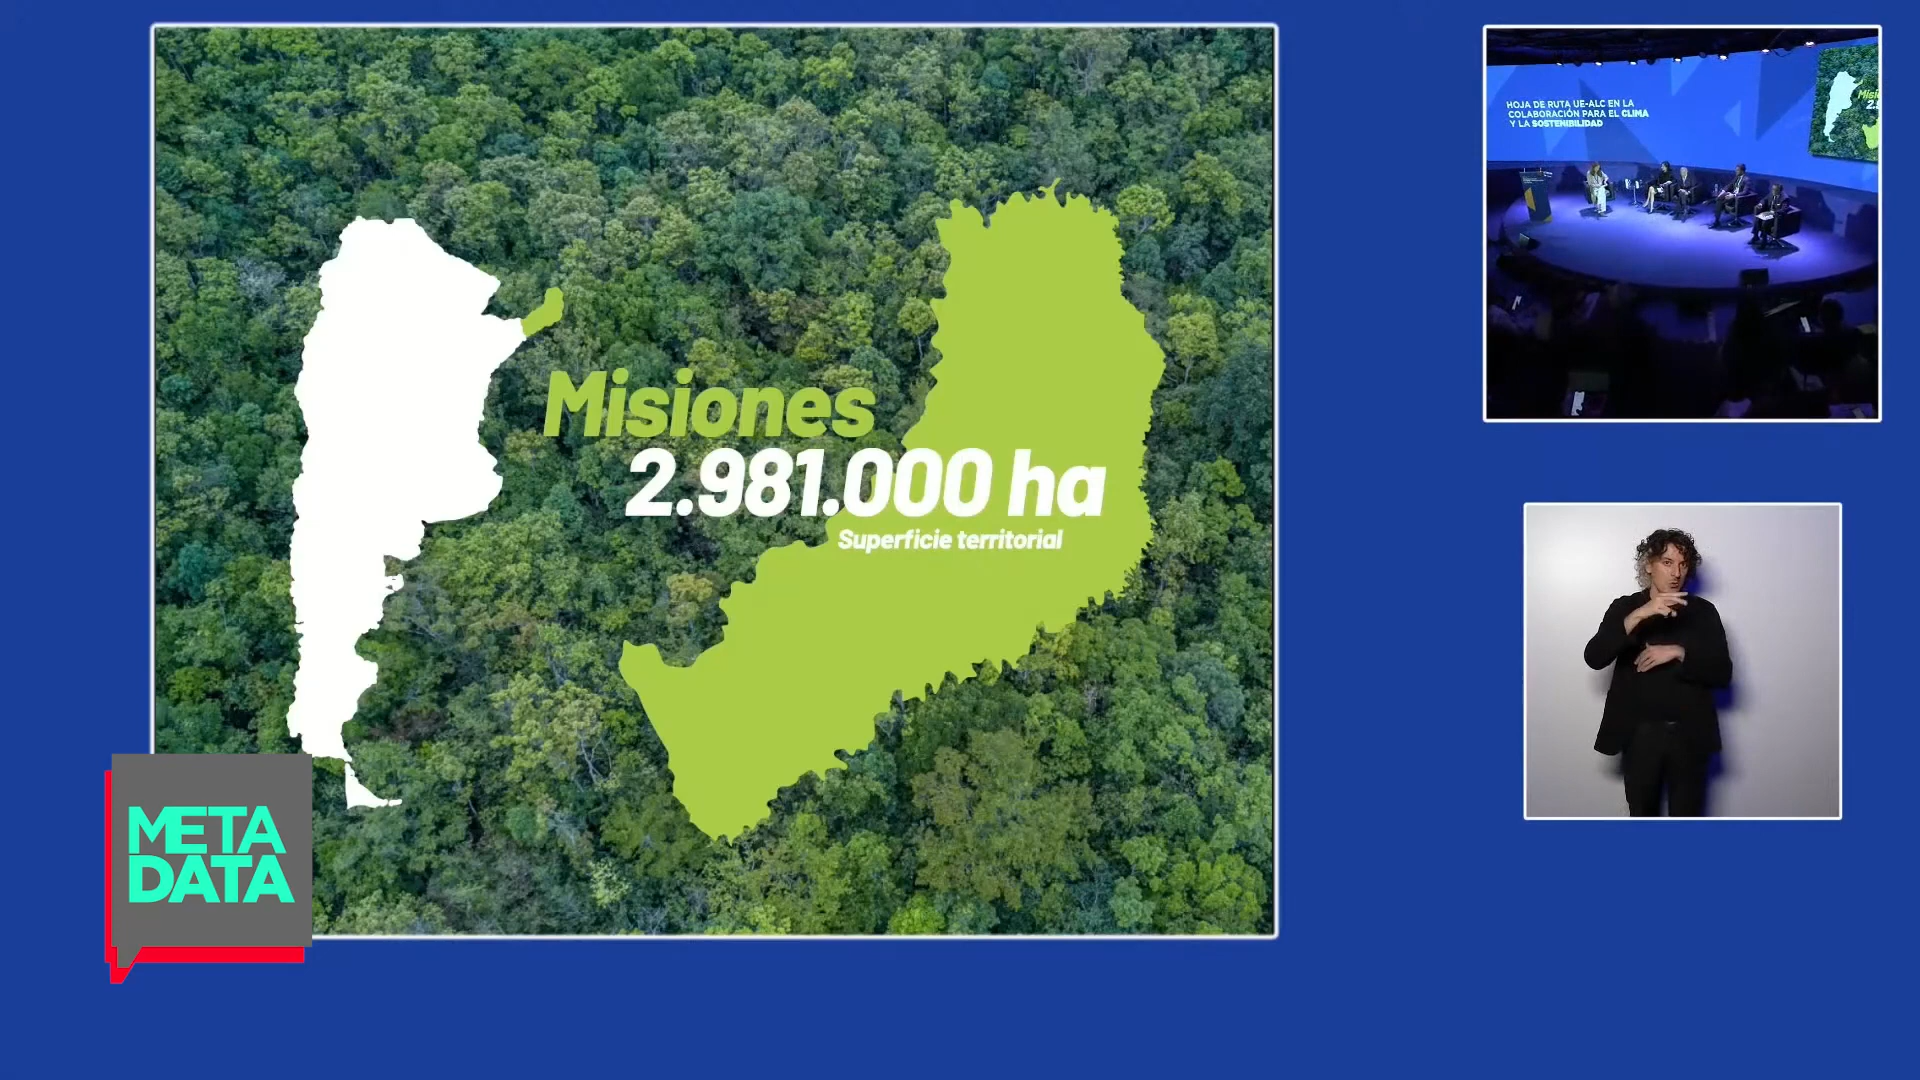 Misiones
2.981.000 ha
Superficie territorial
HOJA DE RUTA UE-ALC EN LA
COLABORACIÓN PARA EL CLIMA
Y LA SOSTENIBILIDAD
META
DATA